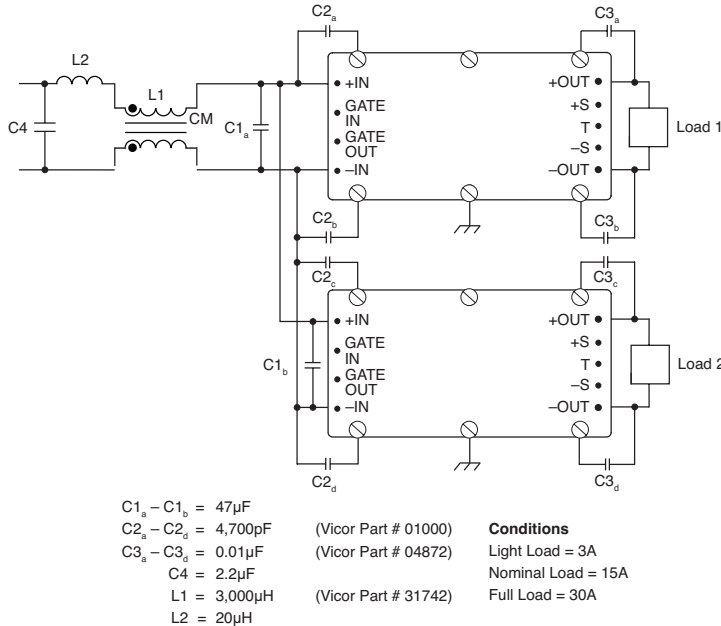 C2a
C3a
L2
L1
CM
C4
C1a
+IN
GATE
IN
GATE
OUT
–IN
+OUT
+S
T
–S
–OUT
Load 1
C2b
C3b
C2c
C3c
+IN
GATE
IN
GATE
OUT
–IN
C1b
+OUT
+S
T
–S
–OUT
Load 2
C2d
C3d
C1a – C1b = 47µF
C2a – C2d = 4,700pF (Vicor Part # 01000)
C3a – C3d = 0.01µF (Vicor Part # 04872)
C4 = 2.2µF
L1 = 3,000µH (Vicor Part # 31742)
L2 = 20µH
Conditions
Light Load = 3A
Nominal Load = 15A
Full Load = 30A